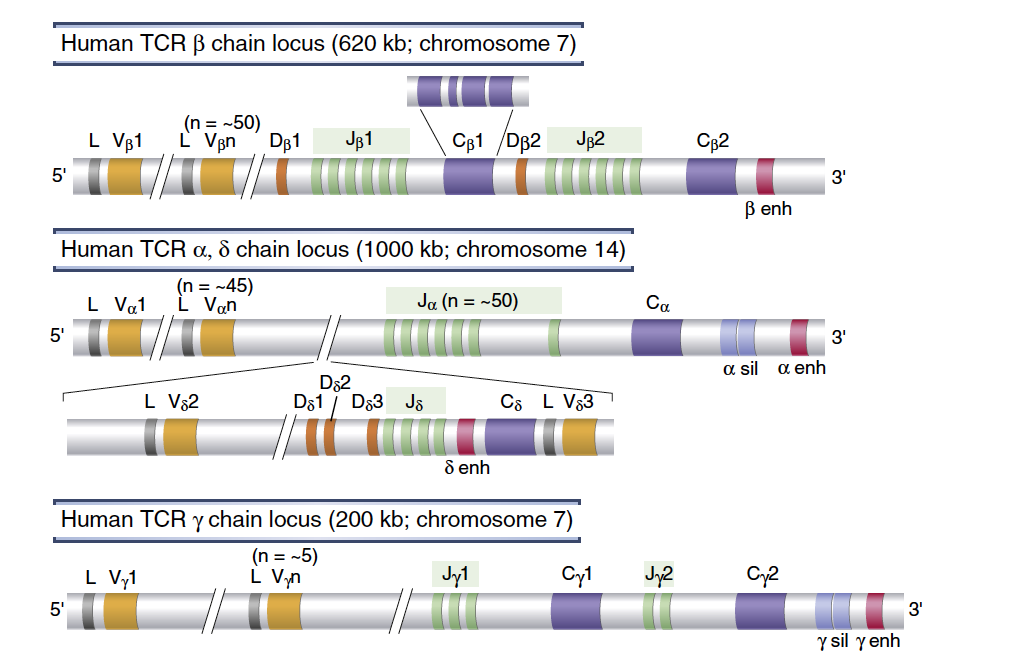 Human TCR β chain locus (620 kb; chromosome 7)
(n = ~50)
L Vβ1 L Vβn Dβ1 Jβ1 Cβ1 Dβ2 Jβ2 Cβ2
5' 3'
β enh
Human TCR α, δ chain locus (1000 kb; chromosome 14)
(n = ~45)
L Vα1 L Vαn Jα (n = ~50) Cα
5' 3'
α sil α enh
Dδ2
L Vδ2 Dδ1 Dδ3 Jδ Cδ L Vδ3
δ enh
Human TCR γ chain locus (200 kb; chromosome 7)
(n = ~5)
L Vγ1 L Vγn Jγ1 Cγ1 Jγ2 Cγ2
5' 3'
γ sil γ enh